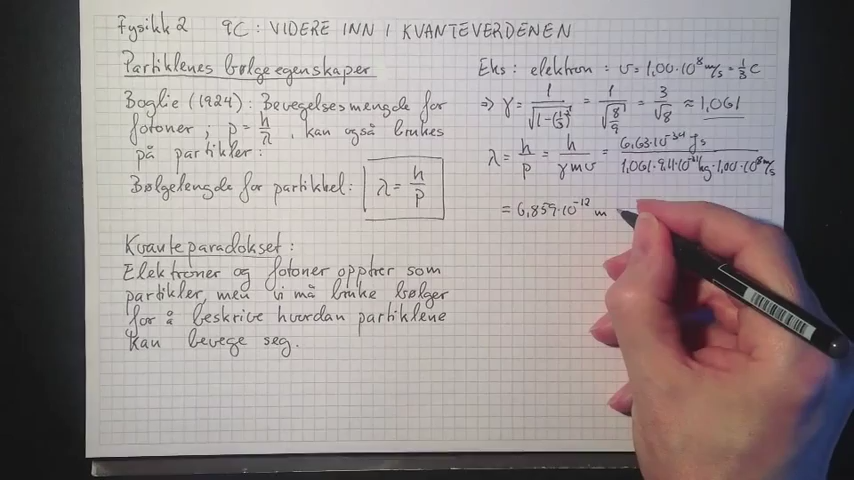 Fysikk 2 9C: VIDERE INN I KVANTEVERDENEN
Partiklenes bølgeegenskaper
Boglie (1924): Bevegelsesmengde for
fotoner; p = h/λ, kan også brukes
på partikler:
Bølgelengde for partikkel: λ = h/p
Kvanteparadokset:
Elektroner og fotoner opptrer som
partikler, men vi må bruke bølger
for å beskrive hvordan partiklene
kan bevege seg.
Eks: elektron: v = 1,00·10⁸ m/s = 1/3 c
⇒ γ = 1/√(1-(1/3)²) = 1/√(8/9) = 3/√8 ≈ 1,061
λ = h/p = h/γmv = 6,63·10⁻³⁴ Js / 1,061·9,11·10⁻³¹ kg·1,00·10⁸ m/s
= 6,859·10⁻¹² m